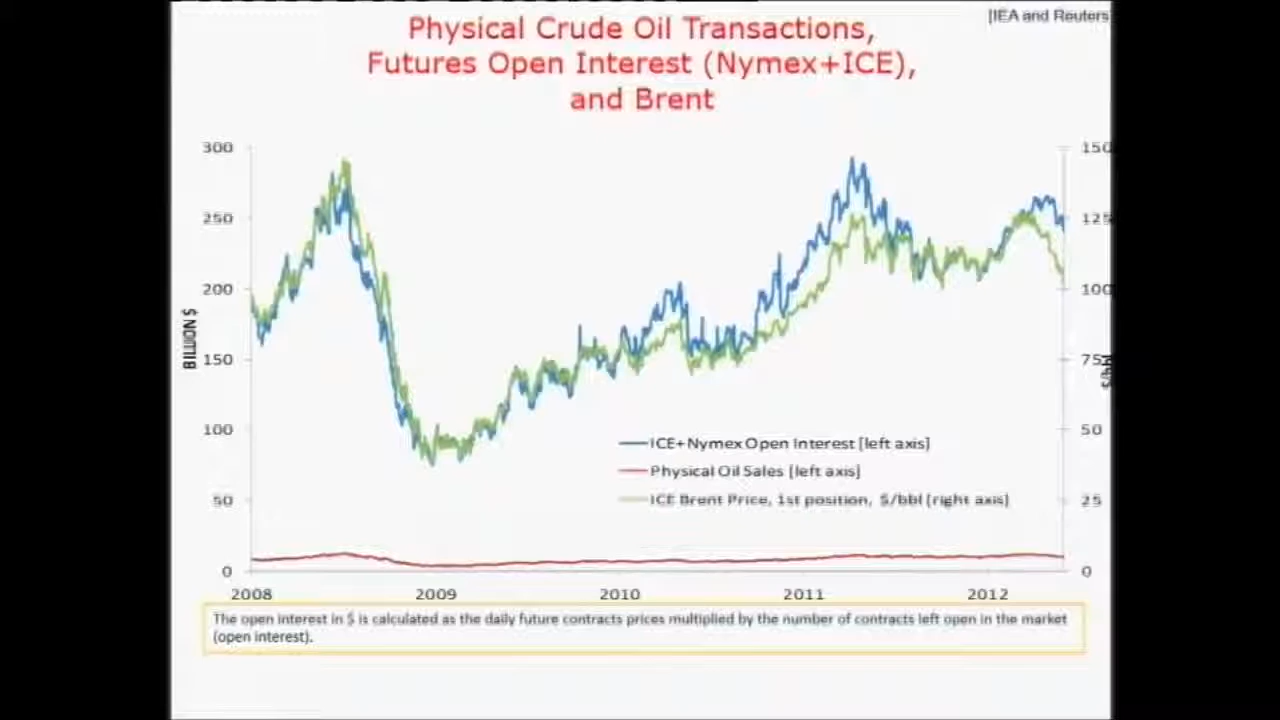 [IEA and Reuters
Physical Crude Oil Transactions,
Futures Open Interest (Nymex+ICE),
and Brent
300
250
200
150
100
50
0
BILLION $
150
125
100
75
50
25
0
$/bbl
ICE+Nymex Open Interest [left axis]
Physical Oil Sales [left axis]
ICE Brent Price, 1st position, $/bbl [right axis]
2008 2009 2010 2011 2012
The open interest in $ is calculated as the daily future contracts prices multiplied by the number of contracts left open in the market
(open interest).